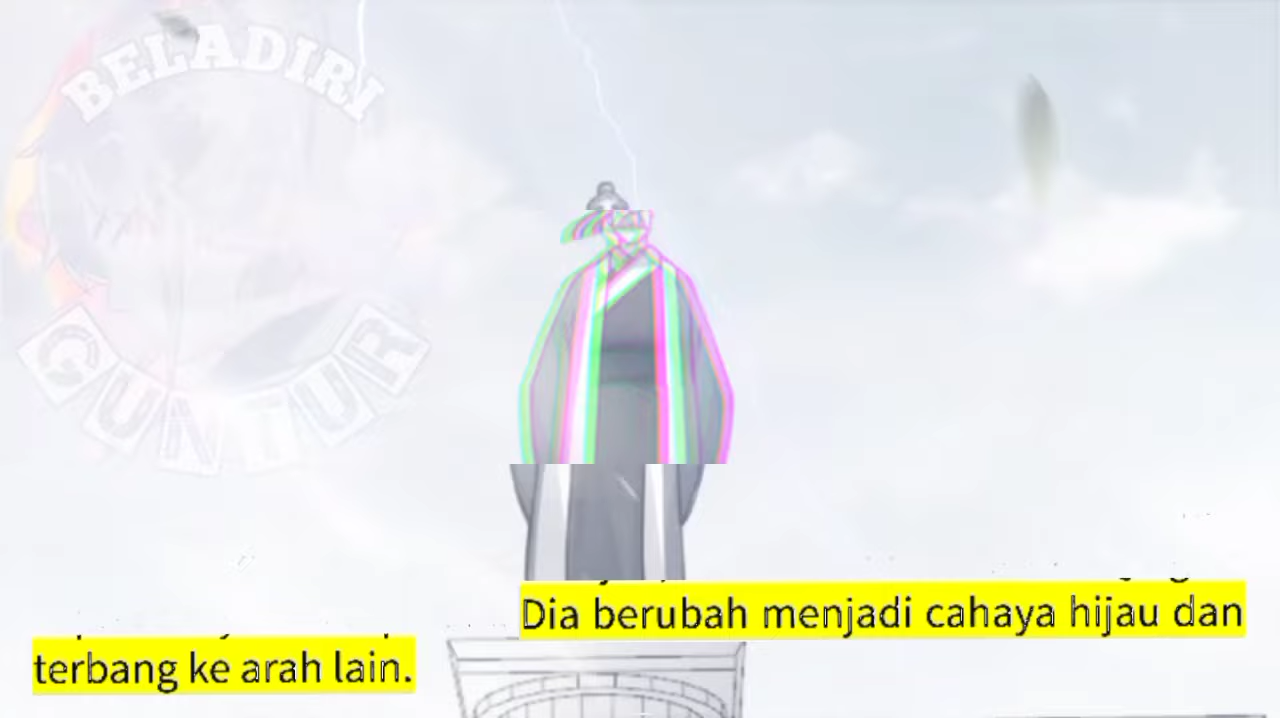 BELADIRI
GUNTUR
Dia berubah menjadi cahaya hijau dan
terbang ke arah lain.